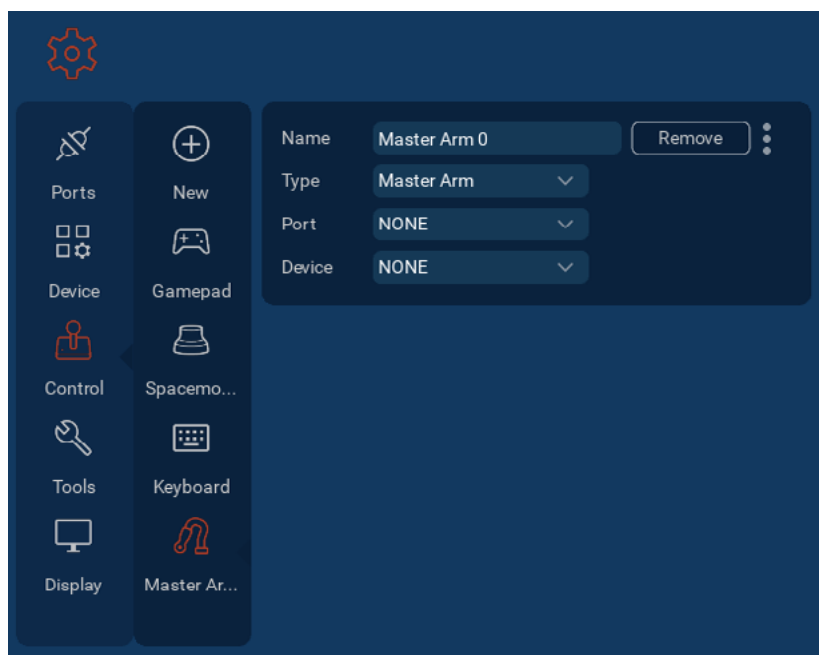 Ports
Device
Control
Tools
Display
New
Gamepad
Spacemo...
Keyboard
Master Ar...
Name Master Arm 0 Remove
Type Master Arm
Port NONE
Device NONE